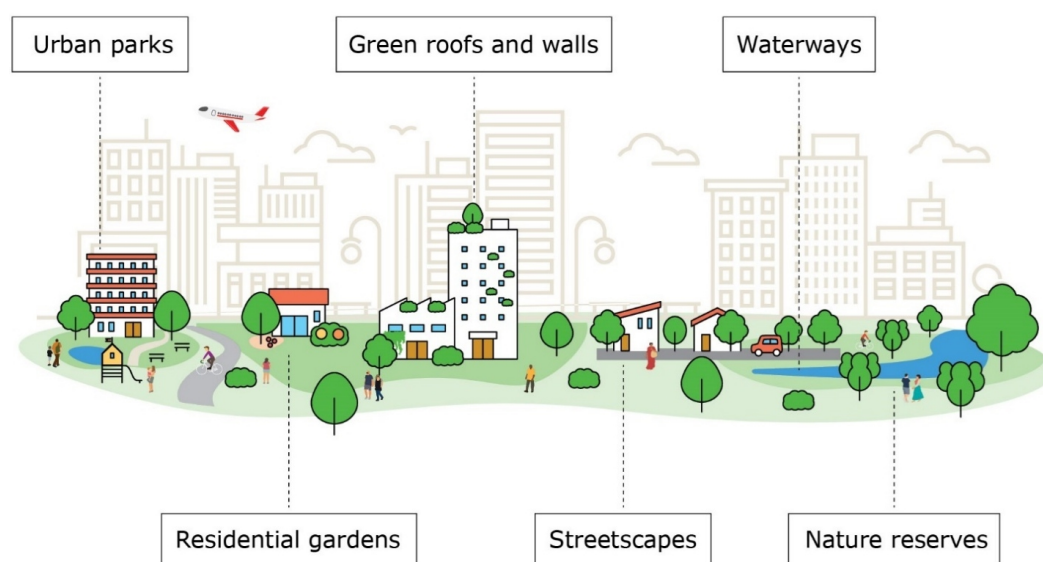 Urban parks
Green roofs and walls
Waterways
Residential gardens
Streetscapes
Nature reserves